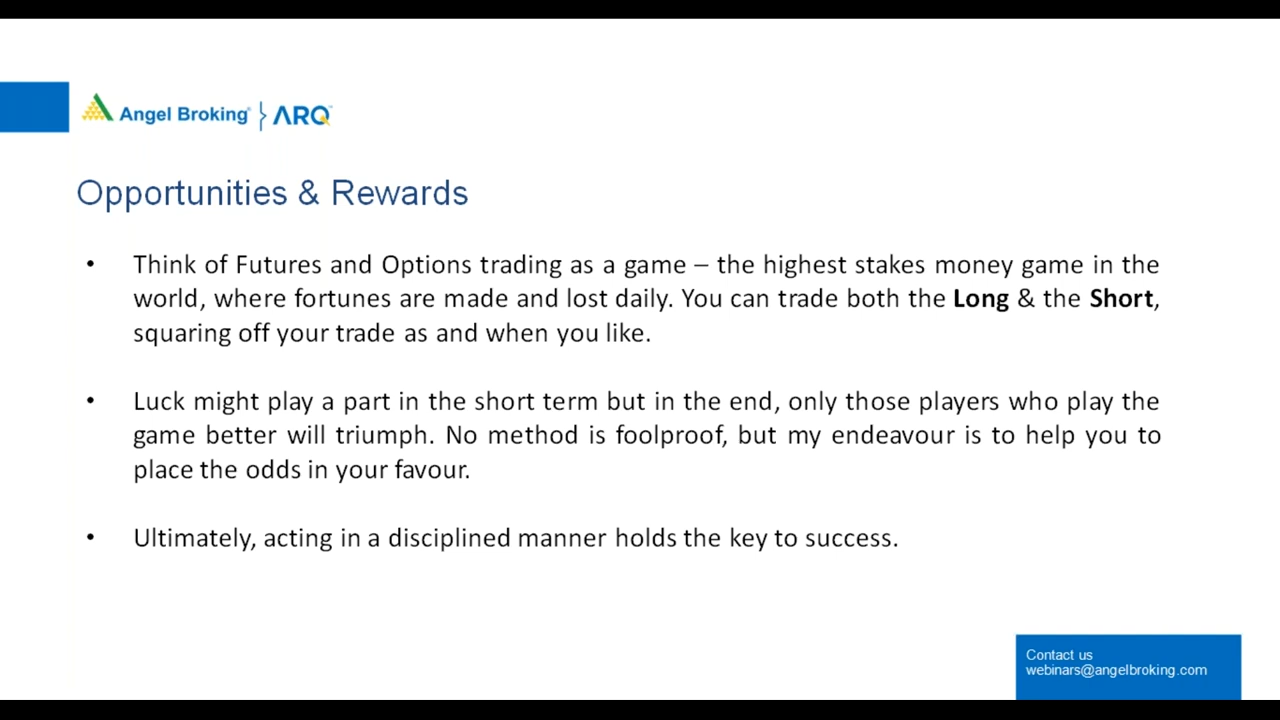 Angel Broking ARQ
Opportunities & Rewards
• Think of Futures and Options trading as a game – the highest stakes money game in the
world, where fortunes are made and lost daily. You can trade both the Long & the Short,
squaring off your trade as and when you like.
• Luck might play a part in the short term but in the end, only those players who play the
game better will triumph. No method is foolproof, but my endeavour is to help you to
place the odds in your favour.
• Ultimately, acting in a disciplined manner holds the key to success.
Contact us
webinars@angelbroking.com